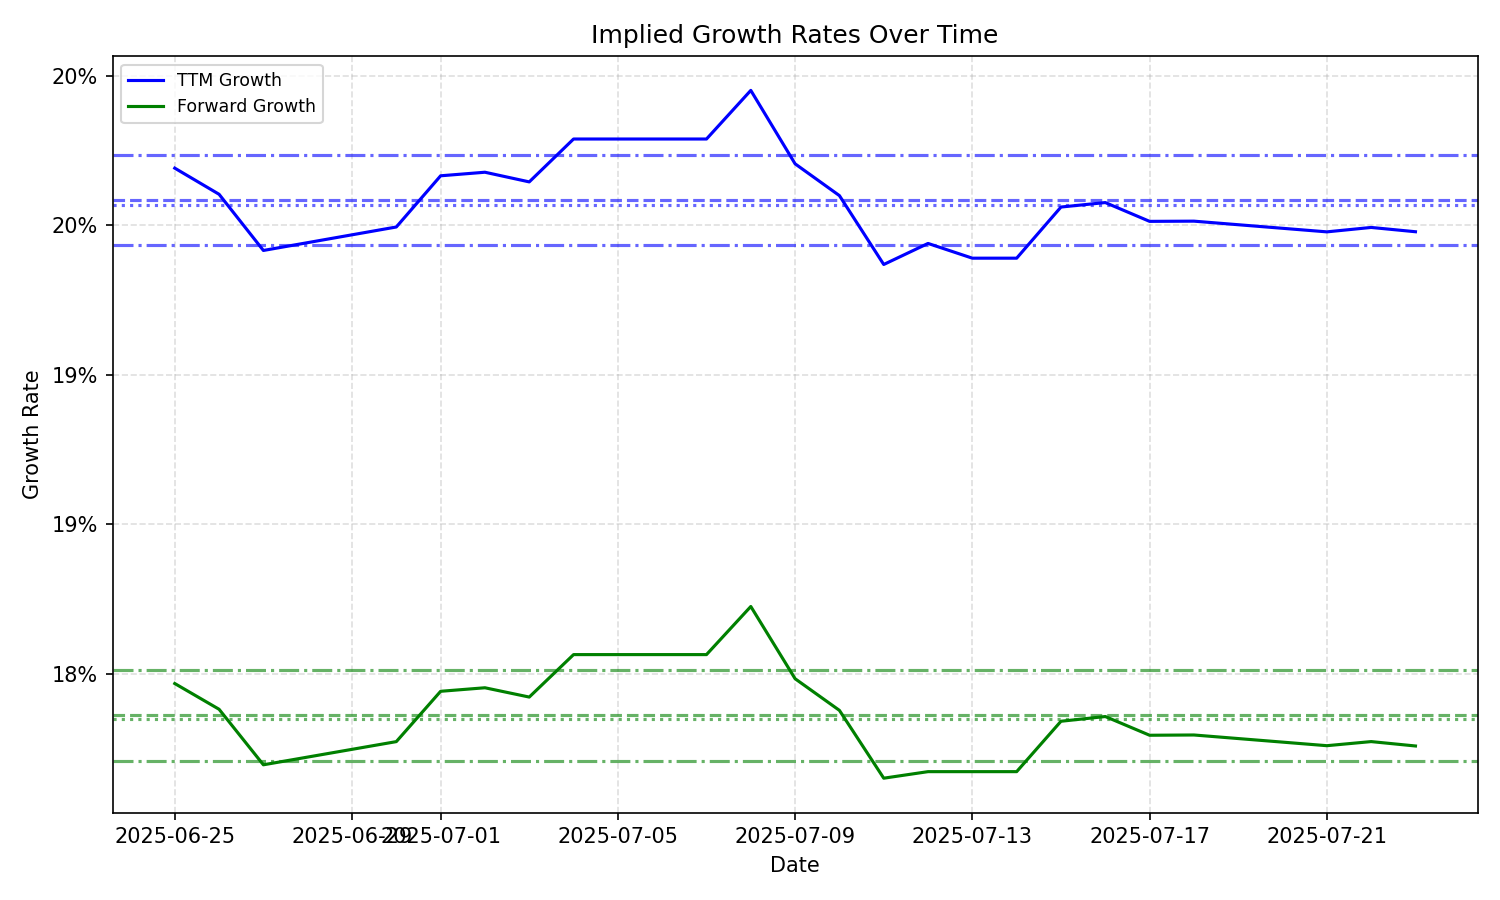 Implied Growth Rates Over Time
TTM Growth
Forward Growth
20%
20%
19%
19%
18%
Growth Rate
2025-06-25
2025-06-29
2025-07-01
2025-07-05
2025-07-09
2025-07-13
2025-07-17
2025-07-21
Date